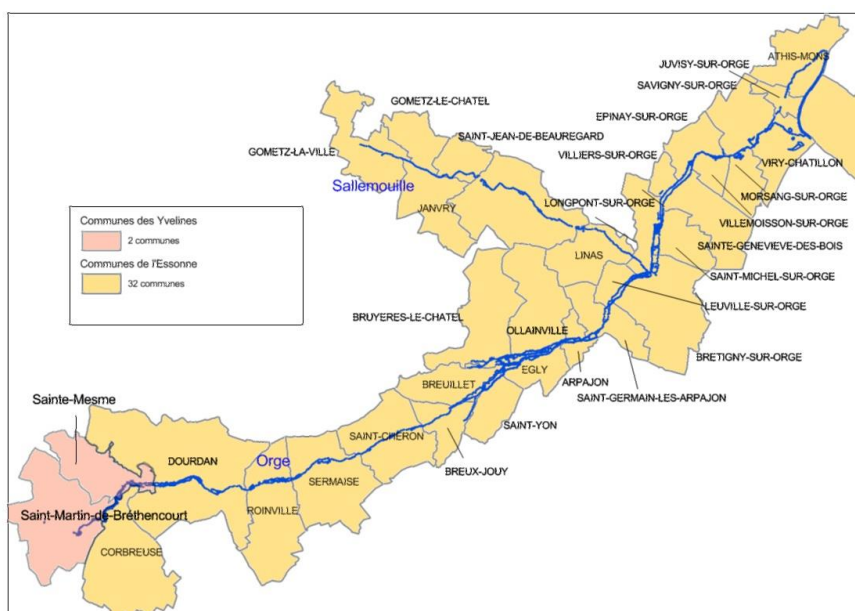 ATHIS-MONS
JUVISY-SUR-ORGE
SAVIGNY-SUR-ORGE
GOMETZ-LE-CHATEL
EPINAY-SUR-ORGE
SAINT-JEAN-DE-BEAUREGARD
GOMETZ-LA-VILLE
VILLIERS-SUR-ORGE
VIRY-CHATILLON
Sallemouille
MORSANG-SUR-ORGE
LONGPONT-SUR-ORGE
JANVRY
VILLEMOISSON-SUR-ORGE
Communes des Yvelines
2 communes
Communes de l'Essonne
32 communes
SAINTE-GENEVIEVE-DES-BOIS
LINAS
SAINT-MICHEL-SUR-ORGE
LEUVILLE-SUR-ORGE
BRUYERES-LE-CHATEL
OLLAINVILLE
BRETIGNY-SUR-ORGE
EGLY
ARPAJON
BREUILLET
SAINT-GERMAIN-LES-ARPAJON
Sainte-Mesme
SAINT-YON
SAINT-CHERON
DOURDAN
Orge
BREUX-JOUY
SERMAISE
ROINVILLE
Saint-Martin-de-Bréthencourt
CORBREUSE